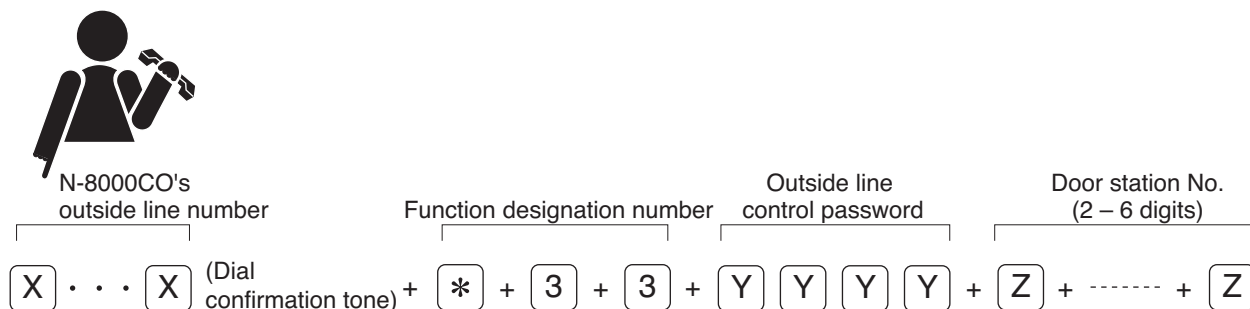 N-8000CO's
outside line number
Function designation number
Outside line
control password
Door station No.
(2 – 6 digits)
X · · · X (Dial confirmation tone) + * + 3 + 3 + Y Y Y Y + Z + ------- + Z